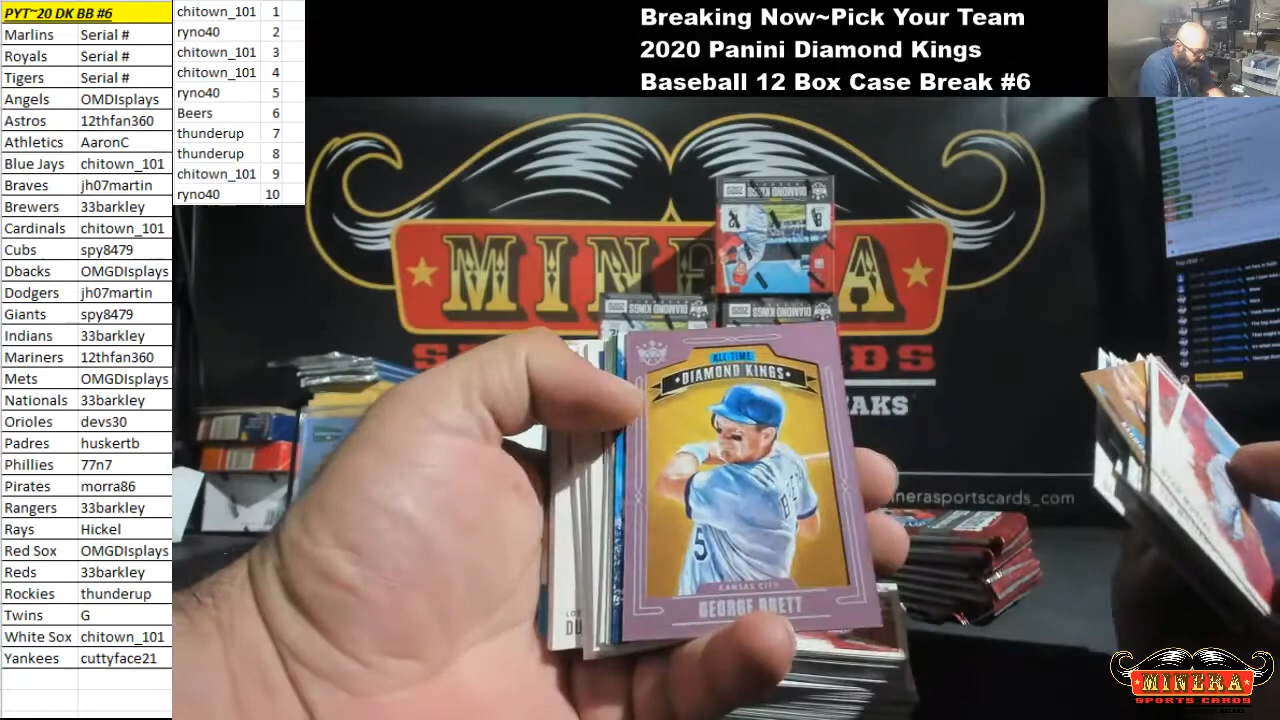 PYT~20 DK BB #6
Marlins Serial #
Royals Serial #
Tigers Serial #
Angels OMDIsplays
Astros 12thfan360
Athletics AaronC
Blue Jays chitown_101
Braves jh07martin
Brewers 33barkley
Cardinals chitown_101
Cubs spy8479
Dbacks OMGDIsplays
Dodgers jh07martin
Giants spy8479
Indians 33barkley
Mariners 12thfan360
Mets OMGDIsplays
Nationals 33barkley
Orioles devs30
Padres huskertb
Phillies 77n7
Pirates morra86
Rangers 33barkley
Rays Hickel
Red Sox OMGDIsplays
Reds 33barkley
Rockies thunderup
Twins G
White Sox chitown_101
Yankees cuttyface21
chitown_101 1
ryno40 2
chitown_101 3
chitown_101 4
ryno40 5
Beers 6
thunderup 7
thunderup 8
chitown_101 9
ryno40 10
Breaking Now~Pick Your Team
2020 Panini Diamond Kings
Baseball 12 Box Case Break #6
DIAMOND KINGS
2020
MINERA
ALL-TIME
DIAMOND KINGS
5
KANSAS CITY
GEORGE BRETT
minerasportscards_com
MINERA
SPORTS CARDS